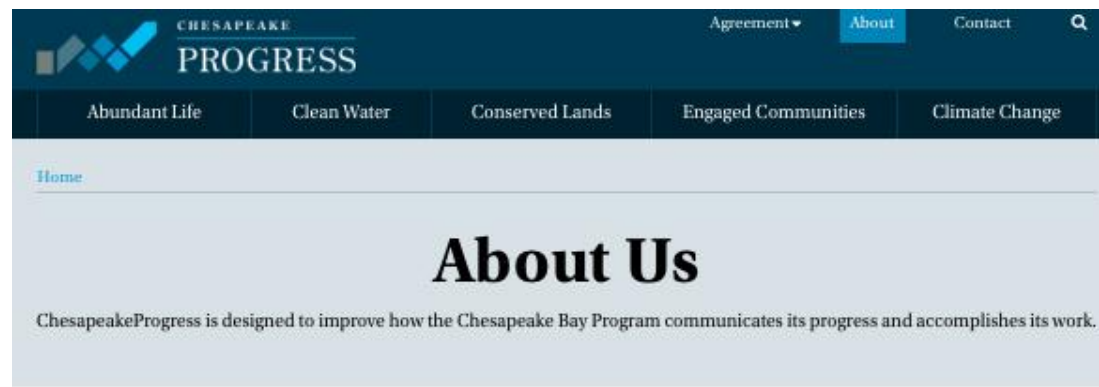 CHESAPEAKE
PROGRESS
Agreement About Contact
Abundant Life Clean Water Conserved Lands Engaged Communities Climate Change
Home
About Us
ChesapeakeProgress is designed to improve how the Chesapeake Bay Program communicates its progress and accomplishes its work.